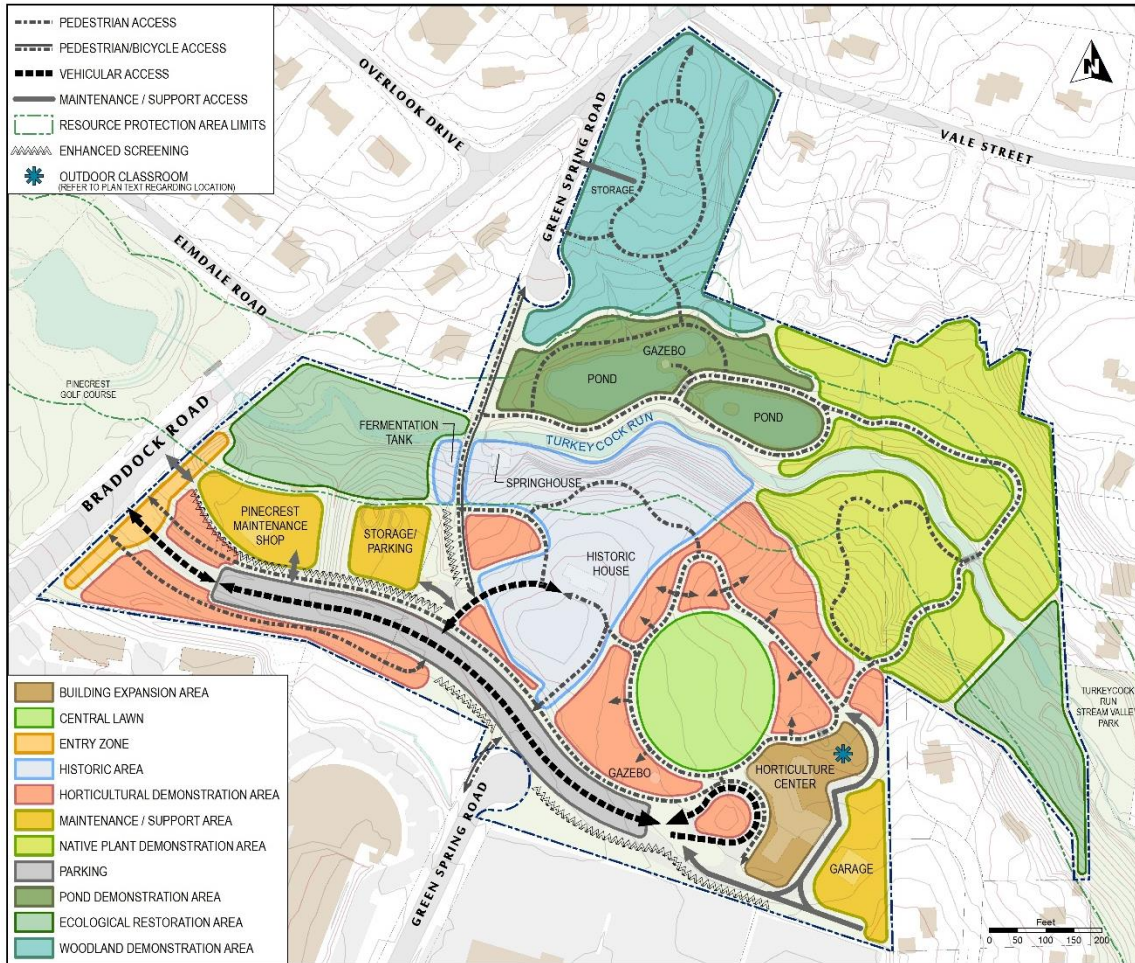 PEDESTRIAN ACCESS
PEDESTRIAN/BICYCLE ACCESS
VEHICULAR ACCESS
MAINTENANCE / SUPPORT ACCESS
RESOURCE PROTECTION AREA LIMITS
ENHANCED SCREENING
OUTDOOR CLASSROOM
(REFER TO PLAN TEXT REGARDING LOCATION)
OVERLOOK DRIVE
GREEN SPRING ROAD
N
VALE STREET
STORAGE
ELMDALE ROAD
PINECREST
GOLF COURSE
BRADDOCK ROAD
GAZEBO
POND
POND
FERMENTATION
TANK
TURKEYCOCK RUN
SPRINGHOUSE
PINECREST
MAINTENANCE
SHOP
STORAGE/
PARKING
HISTORIC
HOUSE
TURKEYCOCK
RUN
STREAM VALLEY
PARK
GAZEBO
HORTICULTURE
CENTER
GARAGE
GREEN SPRING ROAD
BUILDING EXPANSION AREA
CENTRAL LAWN
ENTRY ZONE
HISTORIC AREA
HORTICULTURAL DEMONSTRATION AREA
MAINTENANCE / SUPPORT AREA
NATIVE PLANT DEMONSTRATION AREA
PARKING
POND DEMONSTRATION AREA
ECOLOGICAL RESTORATION AREA
WOODLAND DEMONSTRATION AREA
Feet
0 50 100 150 200